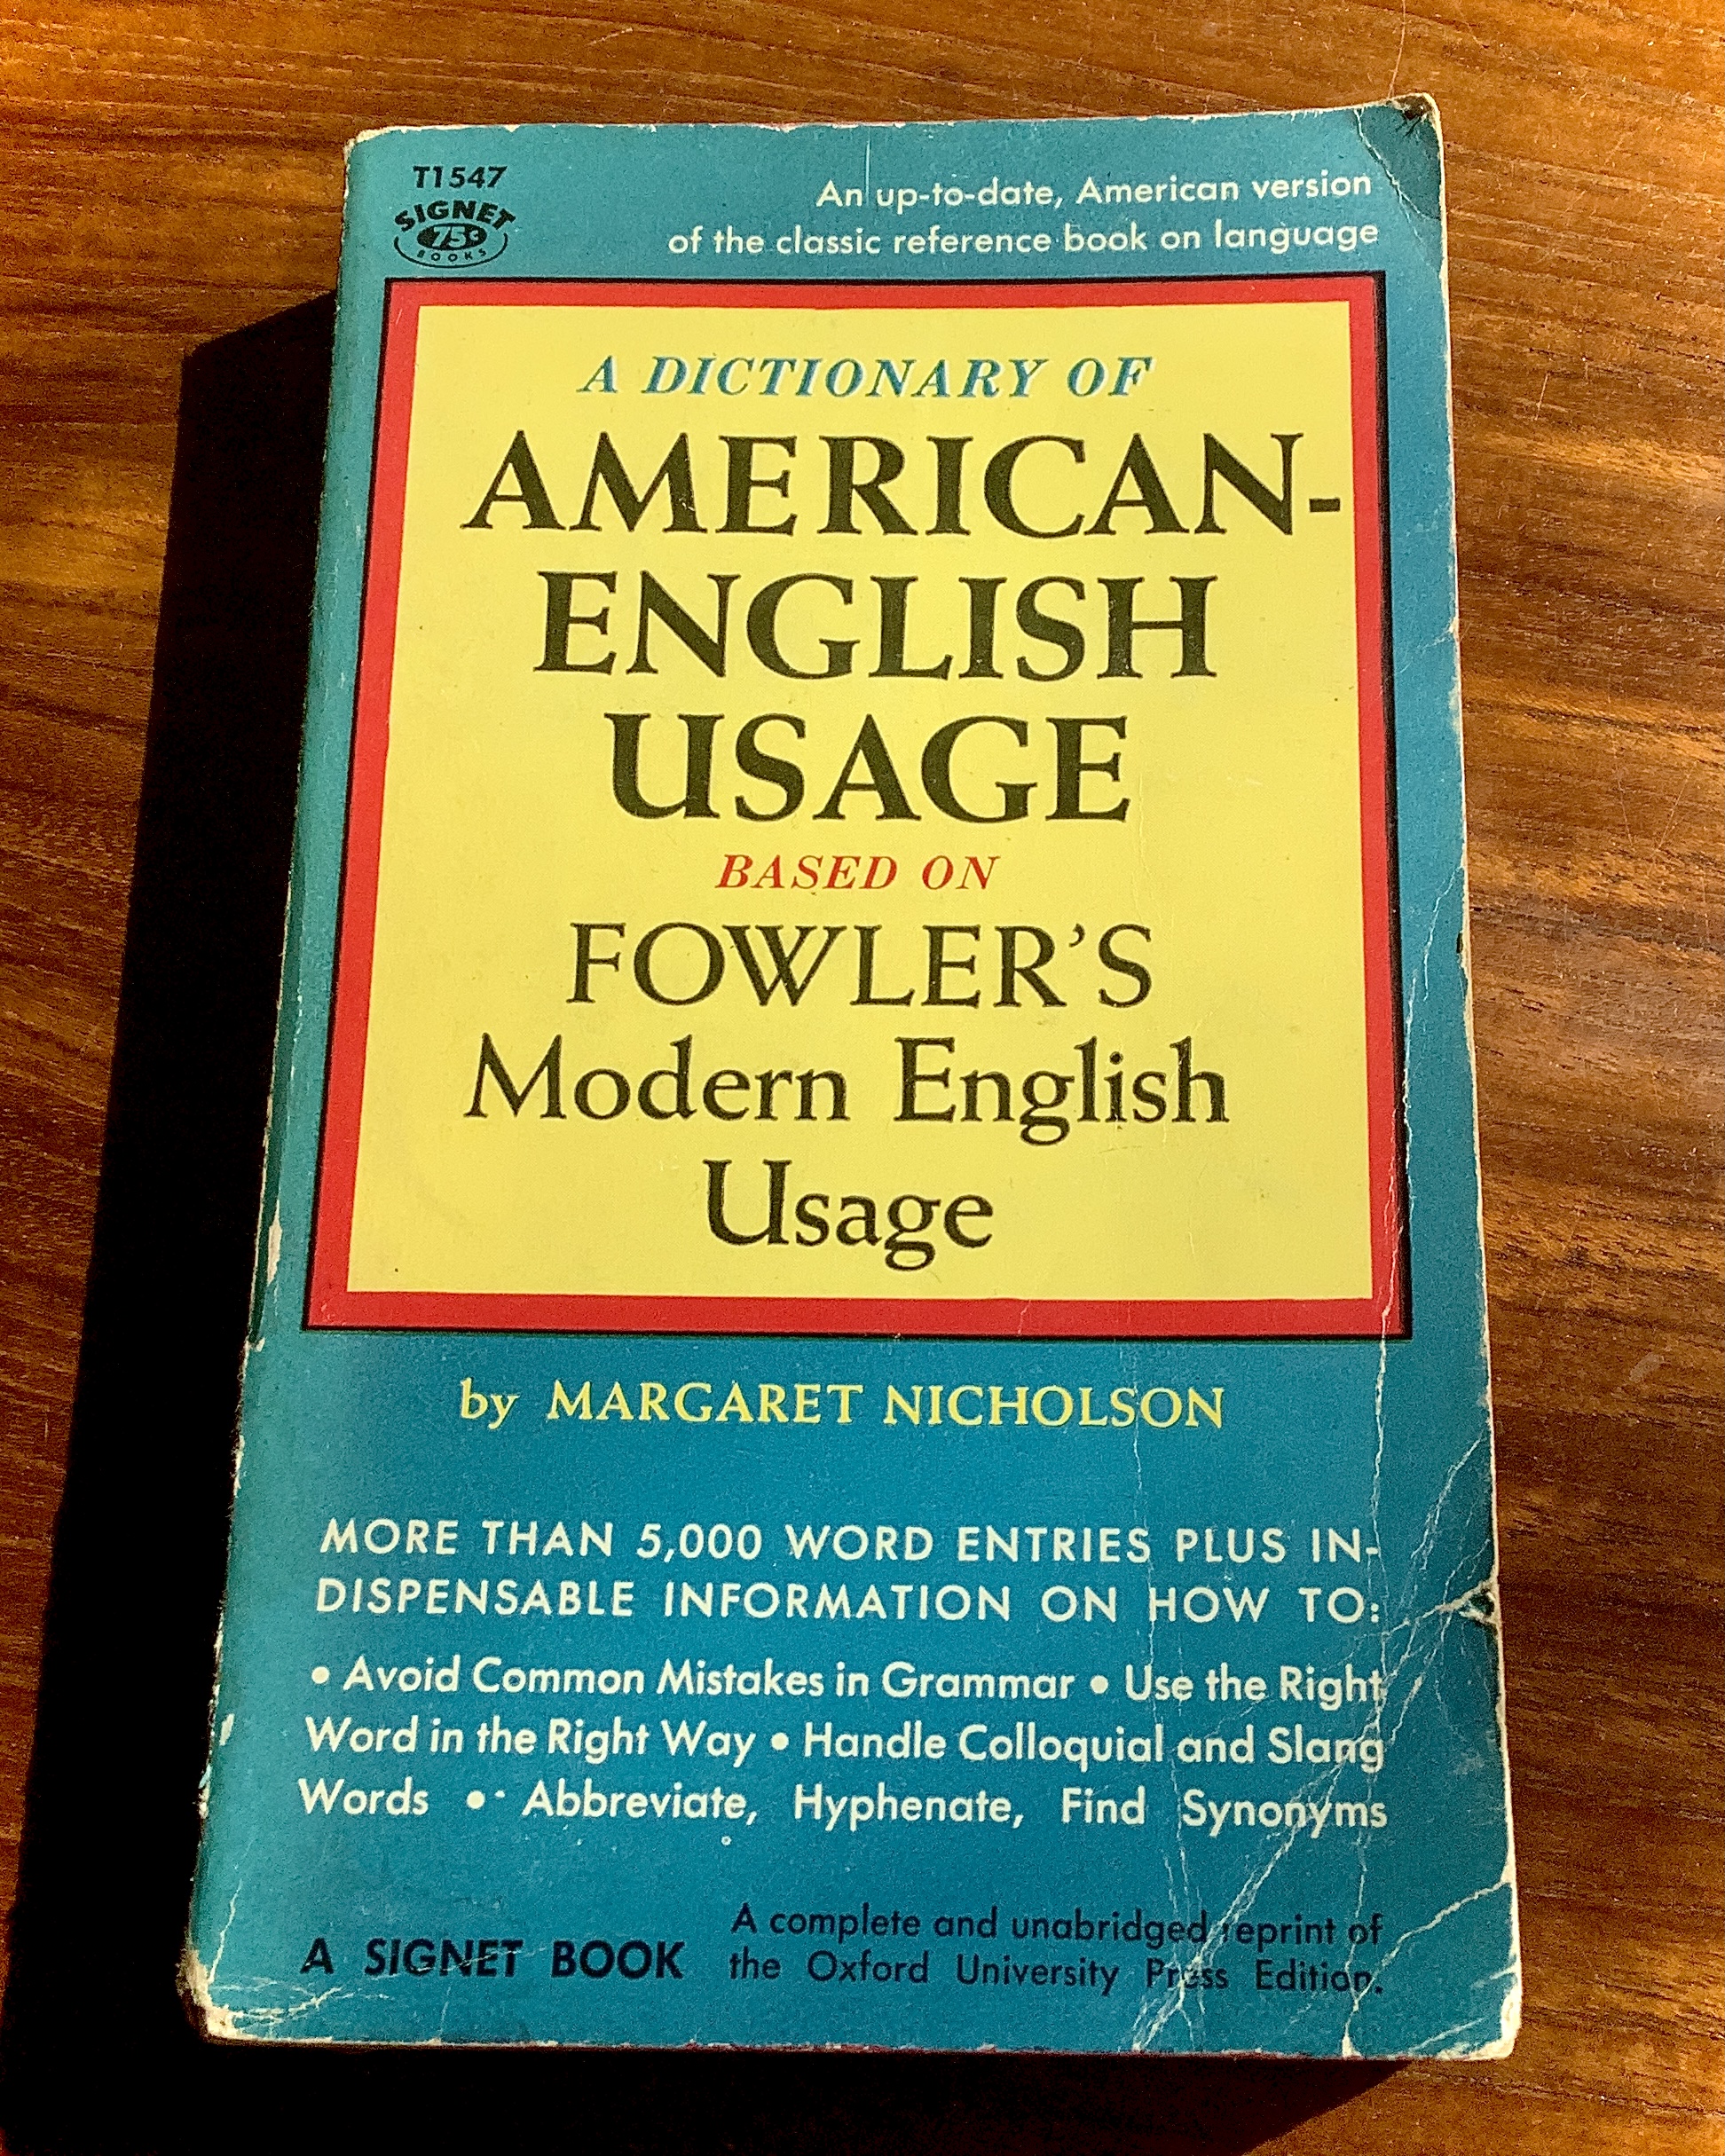 T1547
SIGNET
75¢
BOOKS
An up-to-date, American version
of the classic reference book on language
A DICTIONARY OF
AMERICAN-
ENGLISH
USAGE
BASED ON
FOWLER'S
Modern English
Usage
by MARGARET NICHOLSON
MORE THAN 5,000 WORD ENTRIES PLUS IN-
DISPENSABLE INFORMATION ON HOW TO:
• Avoid Common Mistakes in Grammar • Use the Right
Word in the Right Way • Handle Colloquial and Slang
Words • Abbreviate, Hyphenate, Find Synonyms
A SIGNET BOOK
A complete and unabridged reprint of
the Oxford University Press Edition.